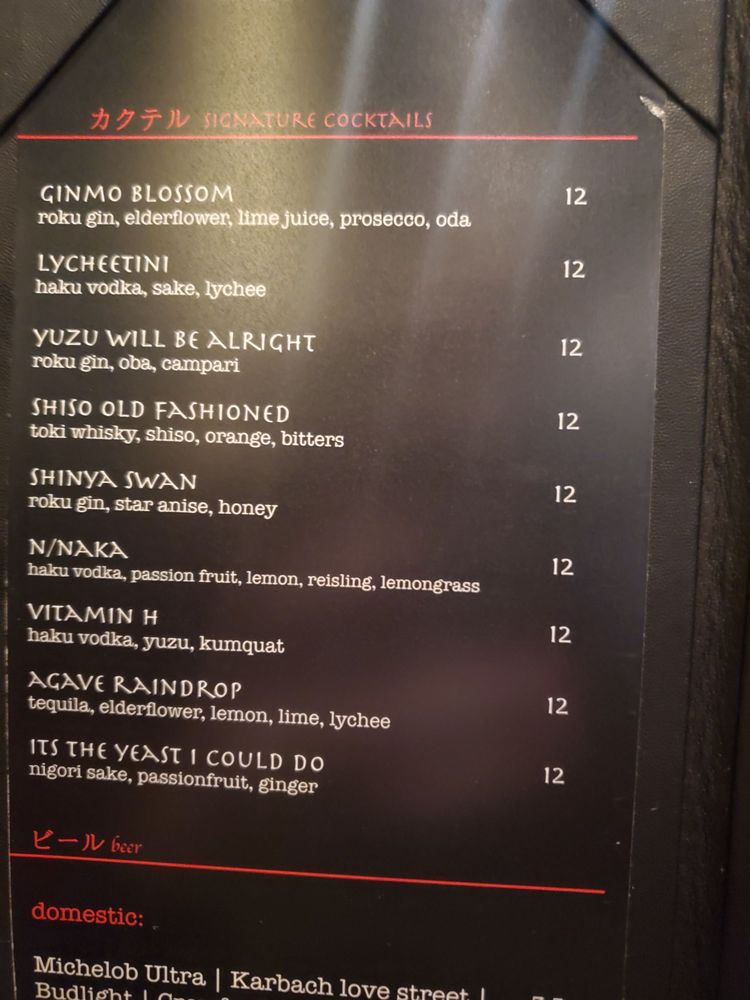 カクテル SIGNATURE COCKTAILS
GINMO BLOSSOM 12
roku gin, elderflower, lime juice, prosecco, oda
LYCHEETINI 12
haku vodka, sake, lychee
YUZU WILL BE ALRIGHT 12
roku gin, oba, campari
SHISO OLD FASHIONED 12
toki whisky, shiso, orange, bitters
SHINYA SWAN 12
roku gin, star anise, honey
N/NAKA 12
haku vodka, passion fruit, lemon, reisling, lemongrass
VITAMIN H 12
haku vodka, yuzu, kumquat
AGAVE RAINDROP 12
tequila, elderflower, lemon, lime, lychee
ITS THE YEAST I COULD DO 12
nigori sake, passionfruit, ginger
ビール beer
domestic:
Michelob Ultra | Karbach love street |
Budlight |